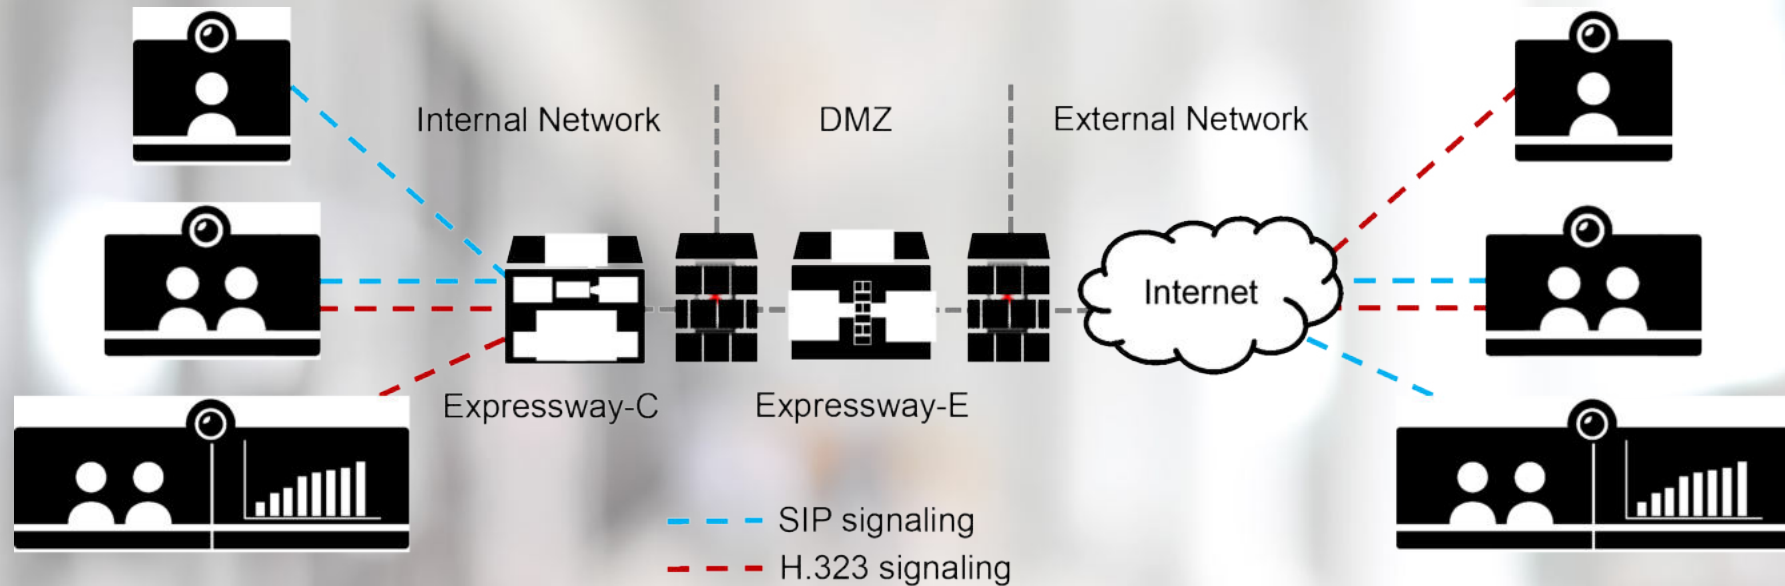 Internal Network
DMZ
External Network
Internet
Expressway-C
Expressway-E
SIP signaling
H.323 signaling